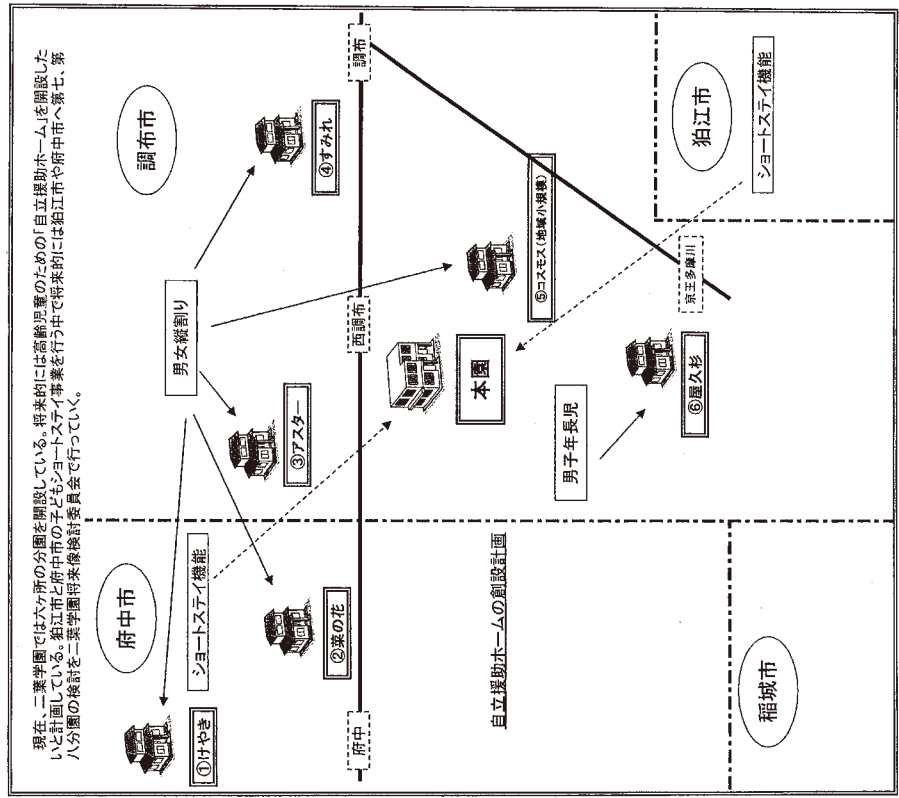 現在、二葉学園では六ヶ所の分園を開設している。将来的には高齢児童のための「自立援助ホーム」を開設した
いと計画している。狛江市と府中市の子どもショートステイ事業を行う中で将来的には狛江市や府中市へ第七、第
八分園の検討を二葉学園将来像検討委員会で行っていく。
府中市
調布市
①けやき
ショートステイ機能
男女縦割り
②菜の花
③アスター
④すみれ
府中
西調布
調布
本園
⑤コスモス(地域小規模)
自立援助ホームの創設計画
男子年長児
⑥屋久杉
京王多摩川
狛江市
ショートステイ機能
稲城市